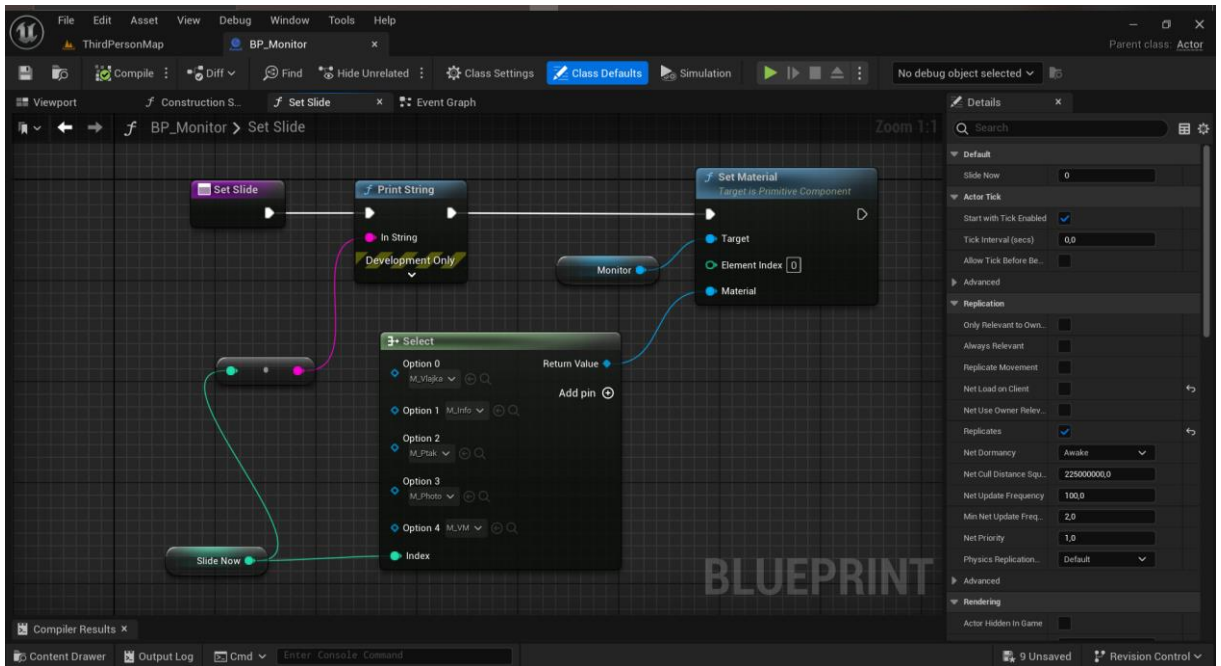 File Edit Asset View Debug Window Tools Help
ThirdPersonMap BP_Monitor × Parent class: Actor
Compile Diff Find Hide Unrelated Class Settings Class Defaults Simulation No debug object selected
Viewport f Construction S... f Set Slide × Event Graph Details ×
f BP_Monitor > Set Slide Zoom 1:1
Search
Set Slide
f Print String
In String
Development Only
f Set Material
Target is Primitive Component
Target
Element Index 0
Material
Monitor
Select
Option 0 Return Value
M_Vlajka
Add pin
Option 1 M_Info
Option 2
M_Ptak
Option 3
M_Photo
Option 4 M_VM
Index
Slide Now
BLUEPRINT
Default
Slide Now 0
Actor Tick
Start with Tick Enabled
Tick Interval (secs) 0,0
Allow Tick Before Be...
Advanced
Replication
Only Relevant to Own...
Always Relevant
Replicate Movement
Net Load on Client
Net Use Owner Relev...
Replicates
Net Dormancy Awake
Net Cull Distance Squ... 225000000,0
Net Update Frequency 100,0
Min Net Update Freq... 2,0
Net Priority 1,0
Physics Replication... Default
Advanced
Rendering
Actor Hidden In Game
Compiler Results ×
Content Drawer Output Log Cmd Enter Console Command 9 Unsaved Revision Control